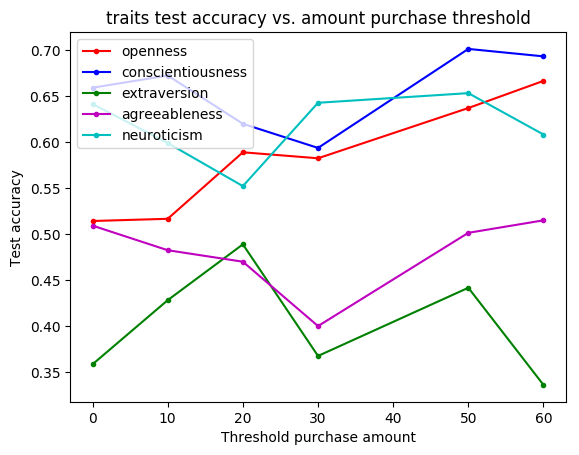 traits test accuracy vs. amount purchase threshold
openness
conscientiousness
extraversion
agreeableness
neuroticism
Test accuracy
0.70
0.65
0.60
0.55
0.50
0.45
0.40
0.35
0 10 20 30 40 50 60
Threshold purchase amount